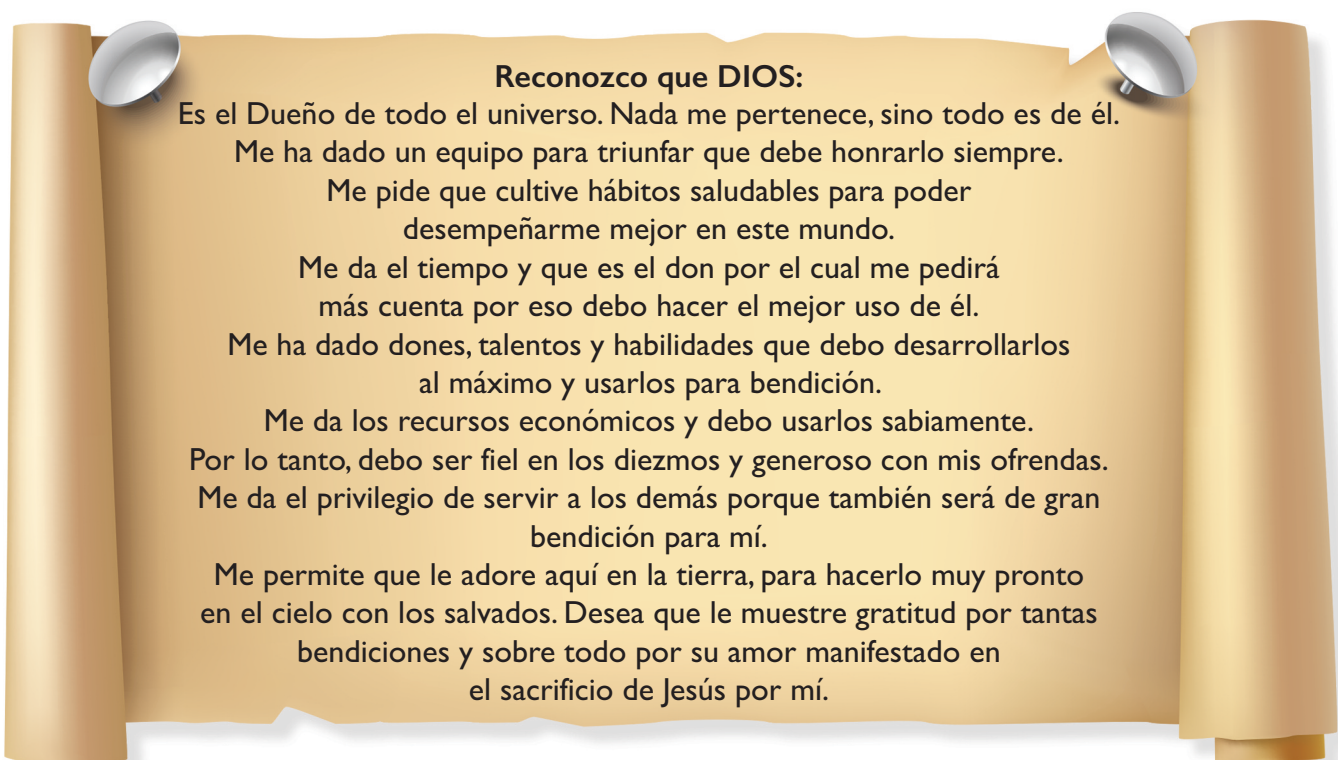 Reconozco que DIOS:
Es el Dueño de todo el universo. Nada me pertenece, sino todo es de él.
Me ha dado un equipo para triunfar que debe honrarlo siempre.
Me pide que cultive hábitos saludables para poder
desempeñarme mejor en este mundo.
Me da el tiempo y que es el don por el cual me pedirá
más cuenta por eso debo hacer el mejor uso de él.
Me ha dado dones, talentos y habilidades que debo desarrollarlos
al máximo y usarlos para bendición.
Me da los recursos económicos y debo usarlos sabiamente.
Por lo tanto, debo ser fiel en los diezmos y generoso con mis ofrendas.
Me da el privilegio de servir a los demás porque también será de gran
bendición para mí.
Me permite que le adore aquí en la tierra, para hacerlo muy pronto
en el cielo con los salvados. Desea que le muestre gratitud por tantas
bendiciones y sobre todo por su amor manifestado en
el sacrificio de Jesús por mí.